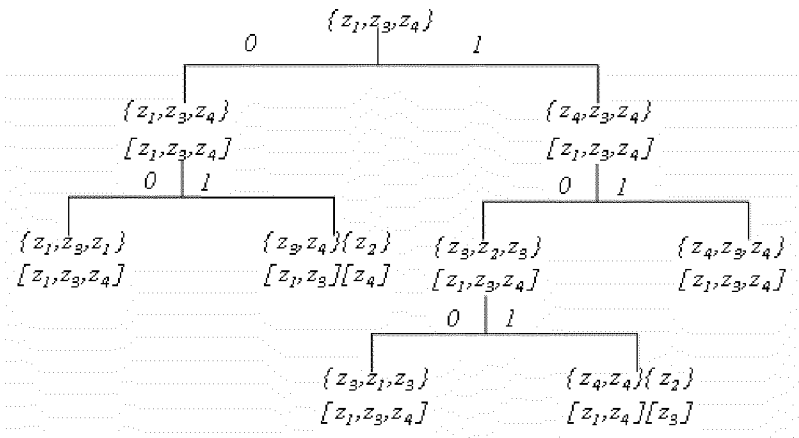 {z1,z3,z4}
0 1
{z1,z3,z4} {z4,z3,z4}
[z1,z3,z4] [z1,z3,z4]
0 1 0 1
{z1,z3,z1} {z3,z4}{z2} {z3,z2,z3} {z4,z3,z4}
[z1,z3,z4] [z1,z3][z4] [z1,z3,z4] [z1,z3,z4]
0 1
{z3,z1,z3} {z4,z4}{z2}
[z1,z3,z4] [z1,z4][z3]